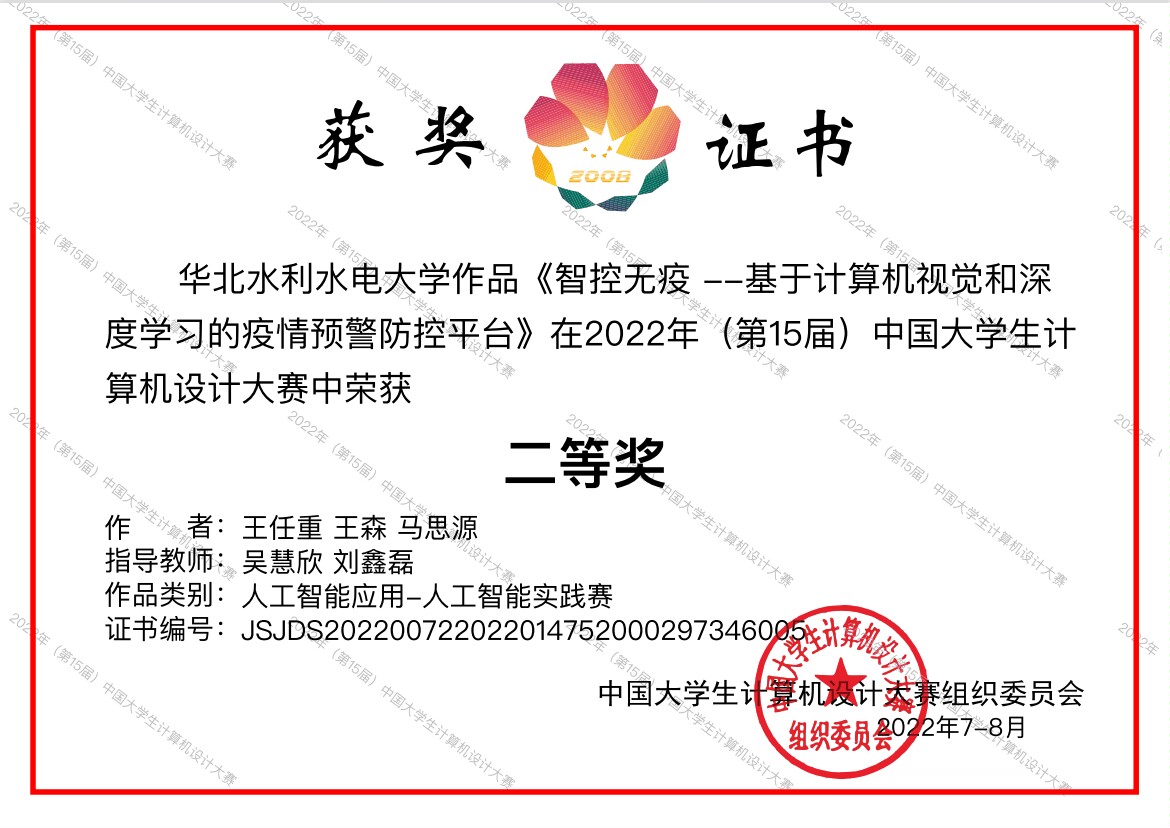 获奖 证书
2008
华北水利水电大学作品《智控无疫 --基于计算机视觉和深
度学习的疫情预警防控平台》在2022年（第15届）中国大学生计
算机设计大赛中荣获
二等奖
作 者：王任重 王森 马思源
指导教师：吴慧欣 刘鑫磊
作品类别：人工智能应用-人工智能实践赛
证书编号：JSJDS202200722022014752000297346005
中国大学生计算机设计大赛组织委员会
2022年7-8月
中国大学生计算机设计大赛
组织委员会
2022年（第15届）中国大学生计算机设计大赛